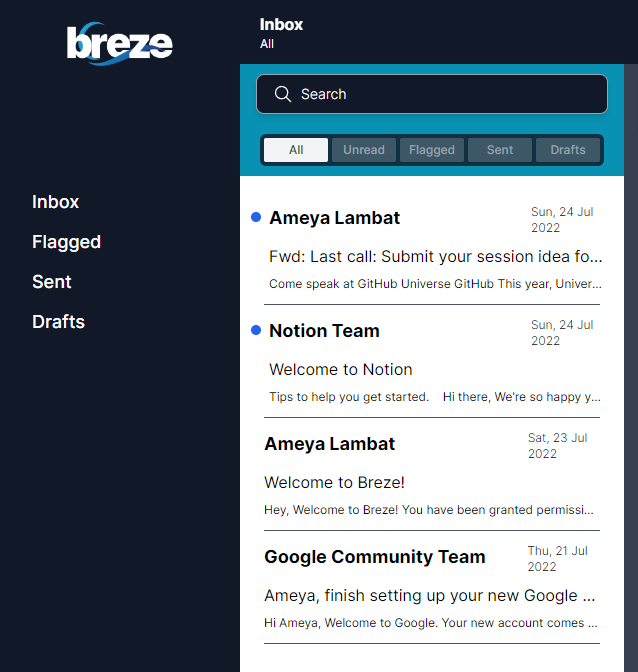 breze
Inbox
All
Search
All Unread Flagged Sent Drafts
Inbox
Flagged
Sent
Drafts
Ameya Lambat
Sun, 24 Jul
2022
Fwd: Last call: Submit your session idea fo...
Come speak at GitHub Universe GitHub This year, Univer...
Notion Team
Sun, 24 Jul
2022
Welcome to Notion
Tips to help you get started. Hi there, We're so happy y...
Ameya Lambat
Sat, 23 Jul
2022
Welcome to Breze!
Hey, Welcome to Breze! You have been granted permissi...
Google Community Team
Thu, 21 Jul
2022
Ameya, finish setting up your new Google ...
Hi Ameya, Welcome to Google. Your new account comes ...